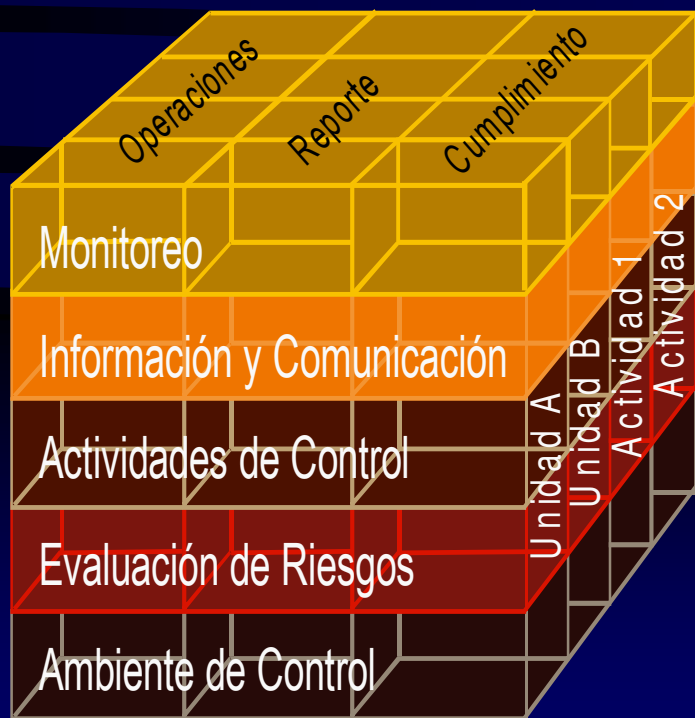 Operaciones
Reporte
Cumplimiento
Monitoreo
Información y Comunicación
Actividades de Control
Evaluación de Riesgos
Ambiente de Control
Unidad A
Unidad B
Actividad 1
Actividad 2